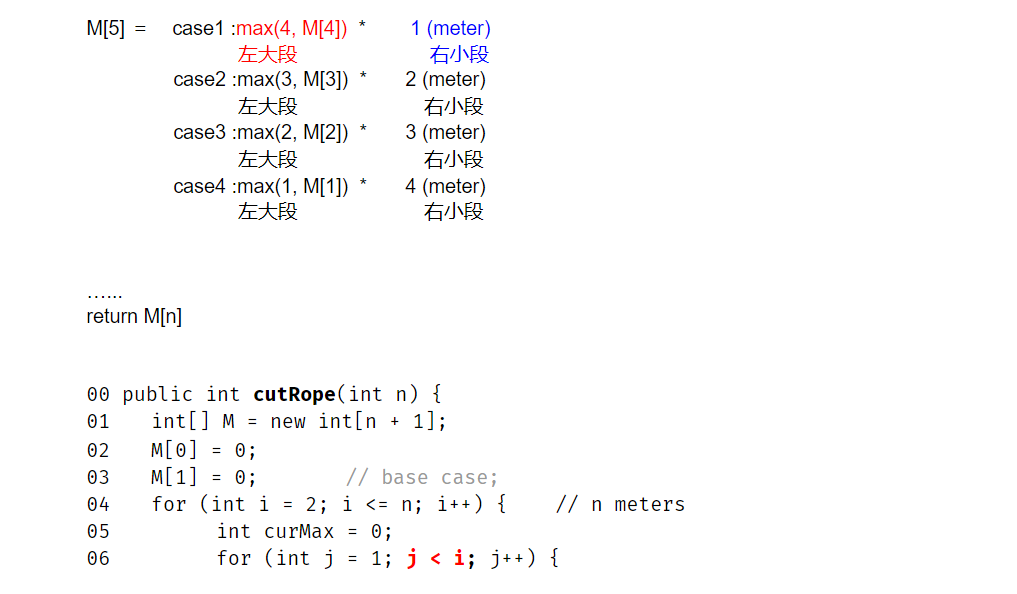 M[5] = case1 :max(4, M[4]) * 1 (meter)
左大段 右小段
case2 :max(3, M[3]) * 2 (meter)
左大段 右小段
case3 :max(2, M[2]) * 3 (meter)
左大段 右小段
case4 :max(1, M[1]) * 4 (meter)
左大段 右小段
…...
return M[n]
00 public int cutRope(int n) {
01 int[] M = new int[n + 1];
02 M[0] = 0;
03 M[1] = 0; // base case;
04 for (int i = 2; i <= n; i++) { // n meters
05 int curMax = 0;
06 for (int j = 1; j < i; j++) {